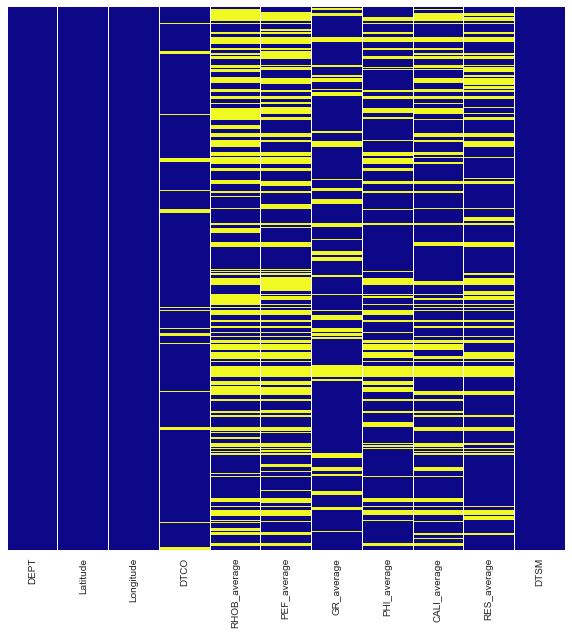 DEPT
Latitude
Longitude
DTCO
RHOB_average
PEF_average
GR_average
PHI_average
CALI_average
RES_average
DTSM